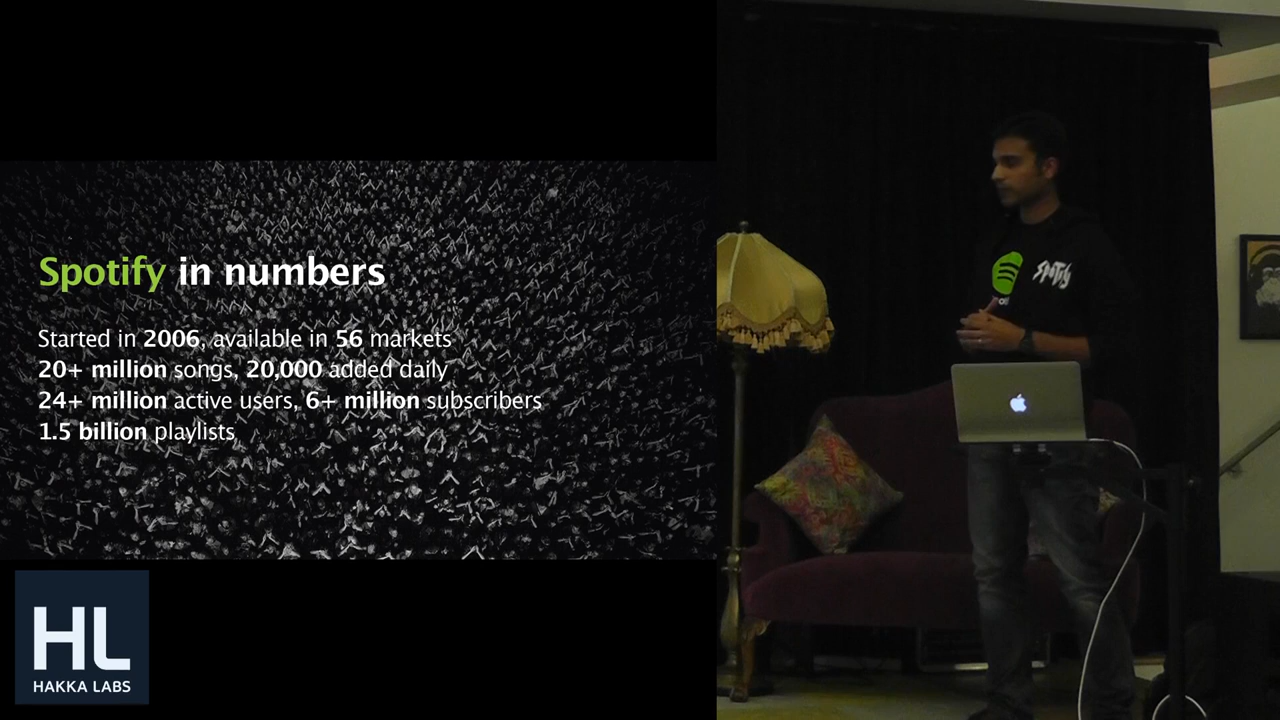 Spotify in numbers
Started in 2006, available in 56 markets
20+ million songs, 20,000 added daily
24+ million active users, 6+ million subscribers
1.5 billion playlists
HL
HAKKA LABS
Spotify